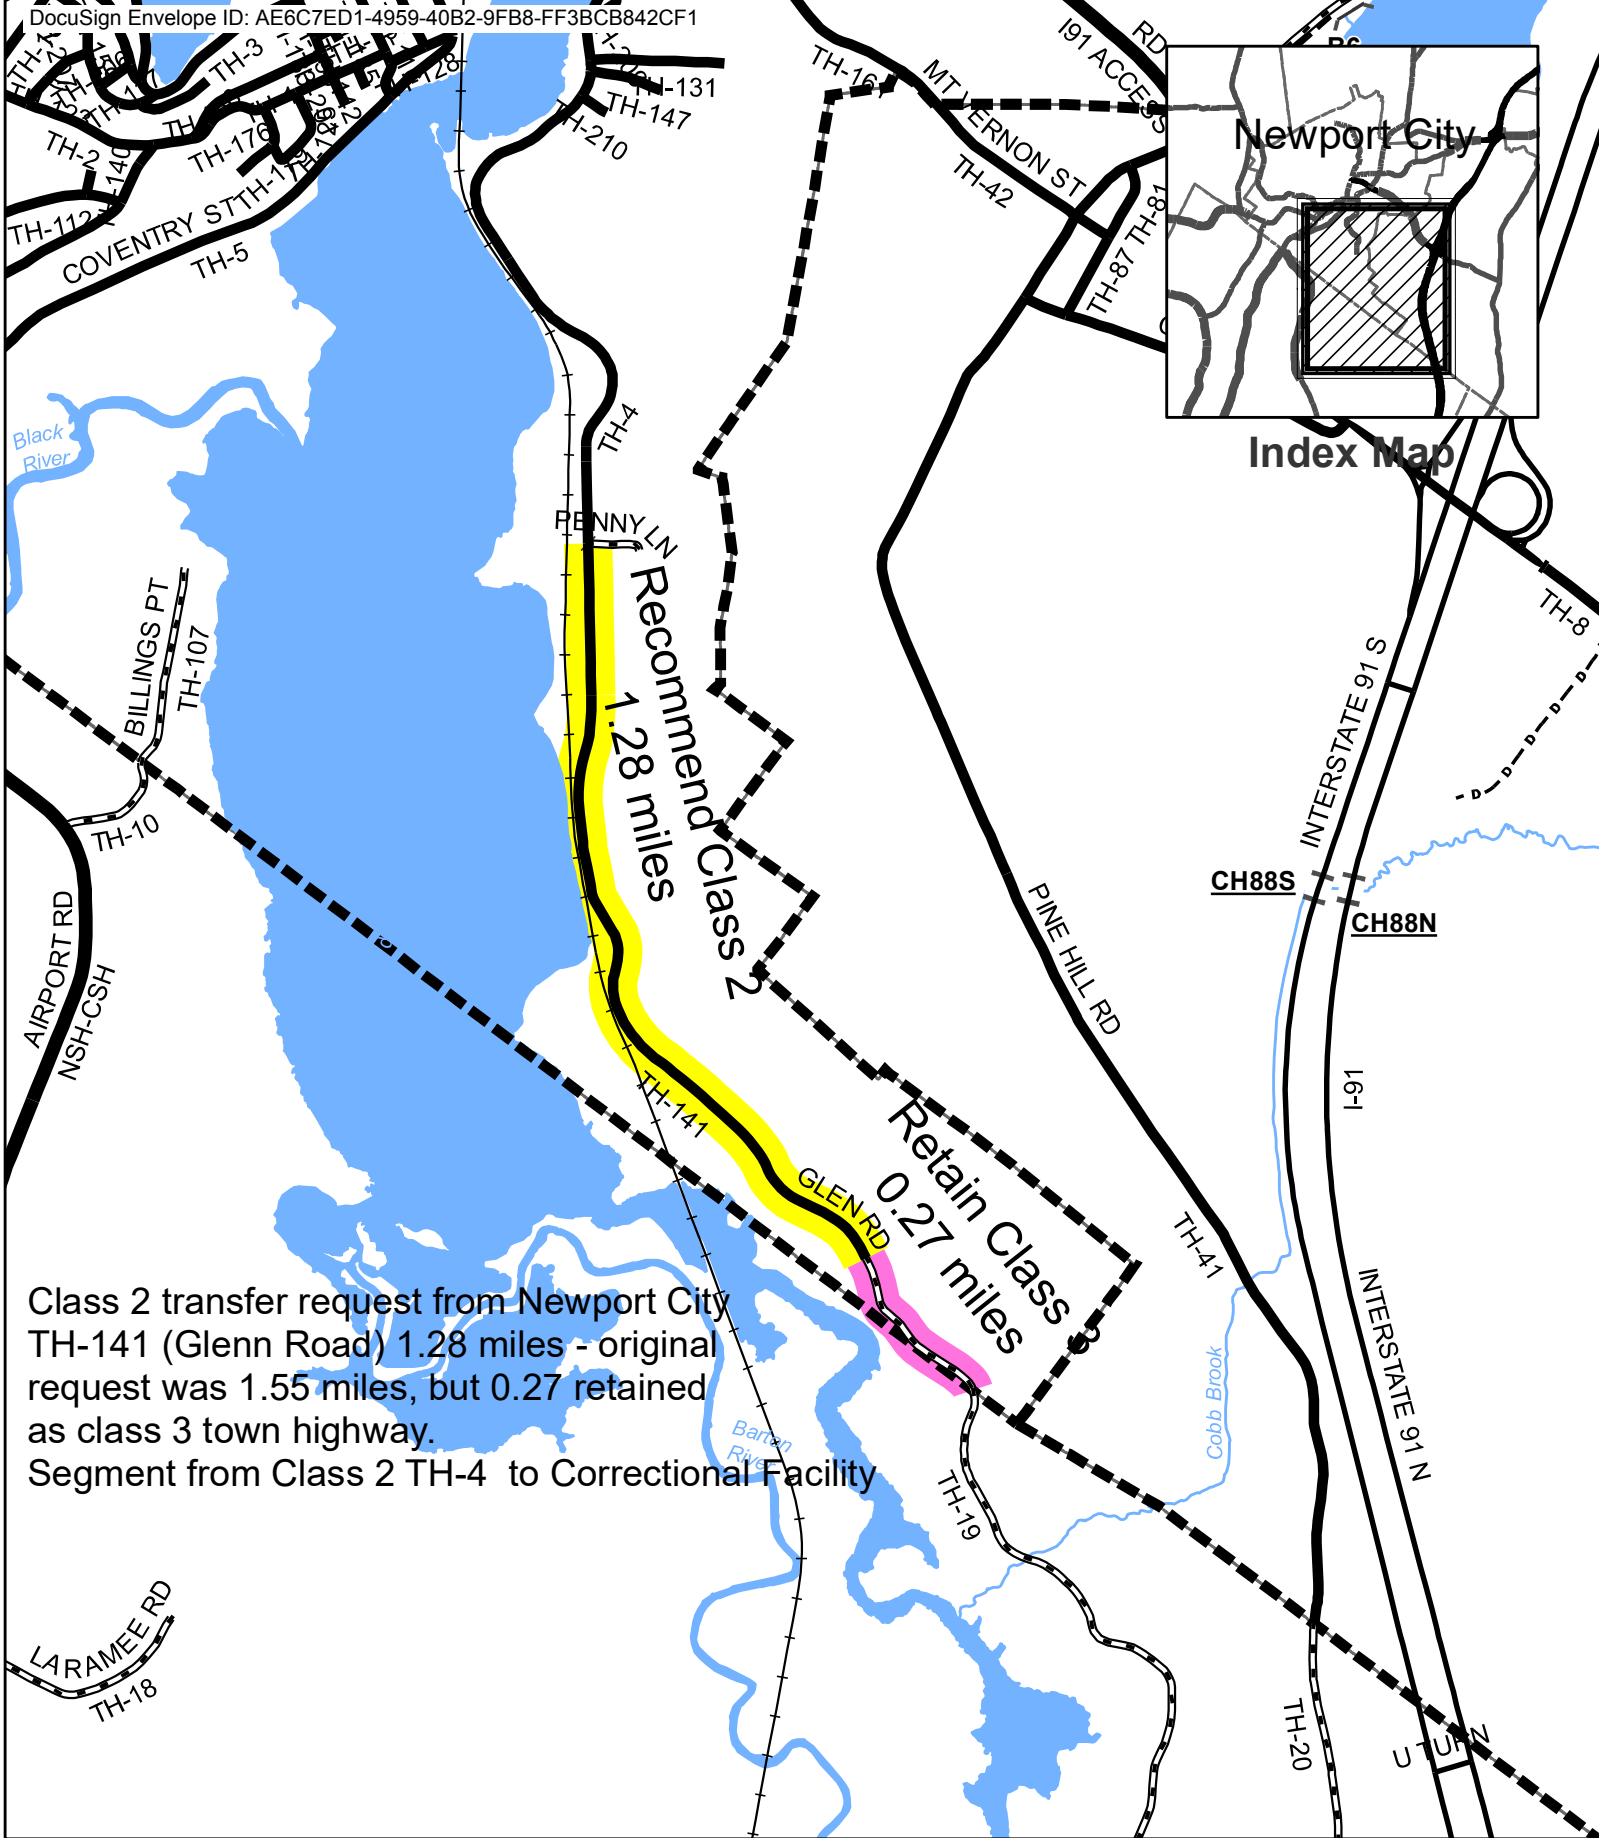 DocuSign Envelope ID: AE6C7ED1-4959-40B2-9FB8-FF3BCB842CF1
TH-3
TH-131
TH-147
TH-210
TH-2
TH-176
TH-112
COVENTRY ST
TH-5
MT VERNON ST
TH-42
I91 ACCESS
RD
TH-81
TH-87
Newport City
Index Map
Black
River
TH-4
PENNY LN
Recommend Class 2
1.28 miles
BILLINGS PT
TH-107
TH-10
AIRPORT RD
NSH-CSH
TH-8
D
D
D
INTERSTATE 91 S
CH88S
CH88N
PINE HILL RD
I-91
TH-141
GLEN RD
Retain Class 3
0.27 miles
TH-41
INTERSTATE 91 N
Cobb Brook
Class 2 transfer request from Newport City
TH-141 (Glenn Road) 1.28 miles - original
request was 1.55 miles, but 0.27 retained
as class 3 town highway.
Segment from Class 2 TH-4 to Correctional Facility
Barton
River
TH-19
LARAMEE RD
TH-18
TH-20
U TURN